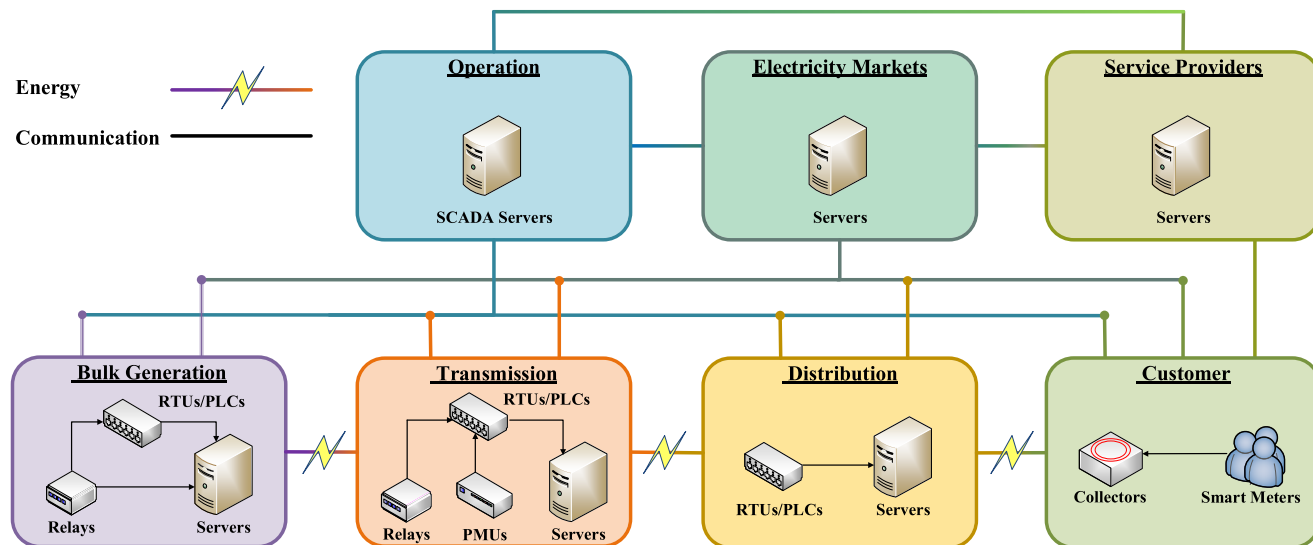 Energy
Communication
Operation
SCADA Servers
Electricity Markets
Servers
Service Providers
Servers
Bulk Generation
RTUs/PLCs
Relays
Servers
Transmission
RTUs/PLCs
Relays
PMUs
Servers
Distribution
RTUs/PLCs
Servers
Customer
Collectors
Smart Meters